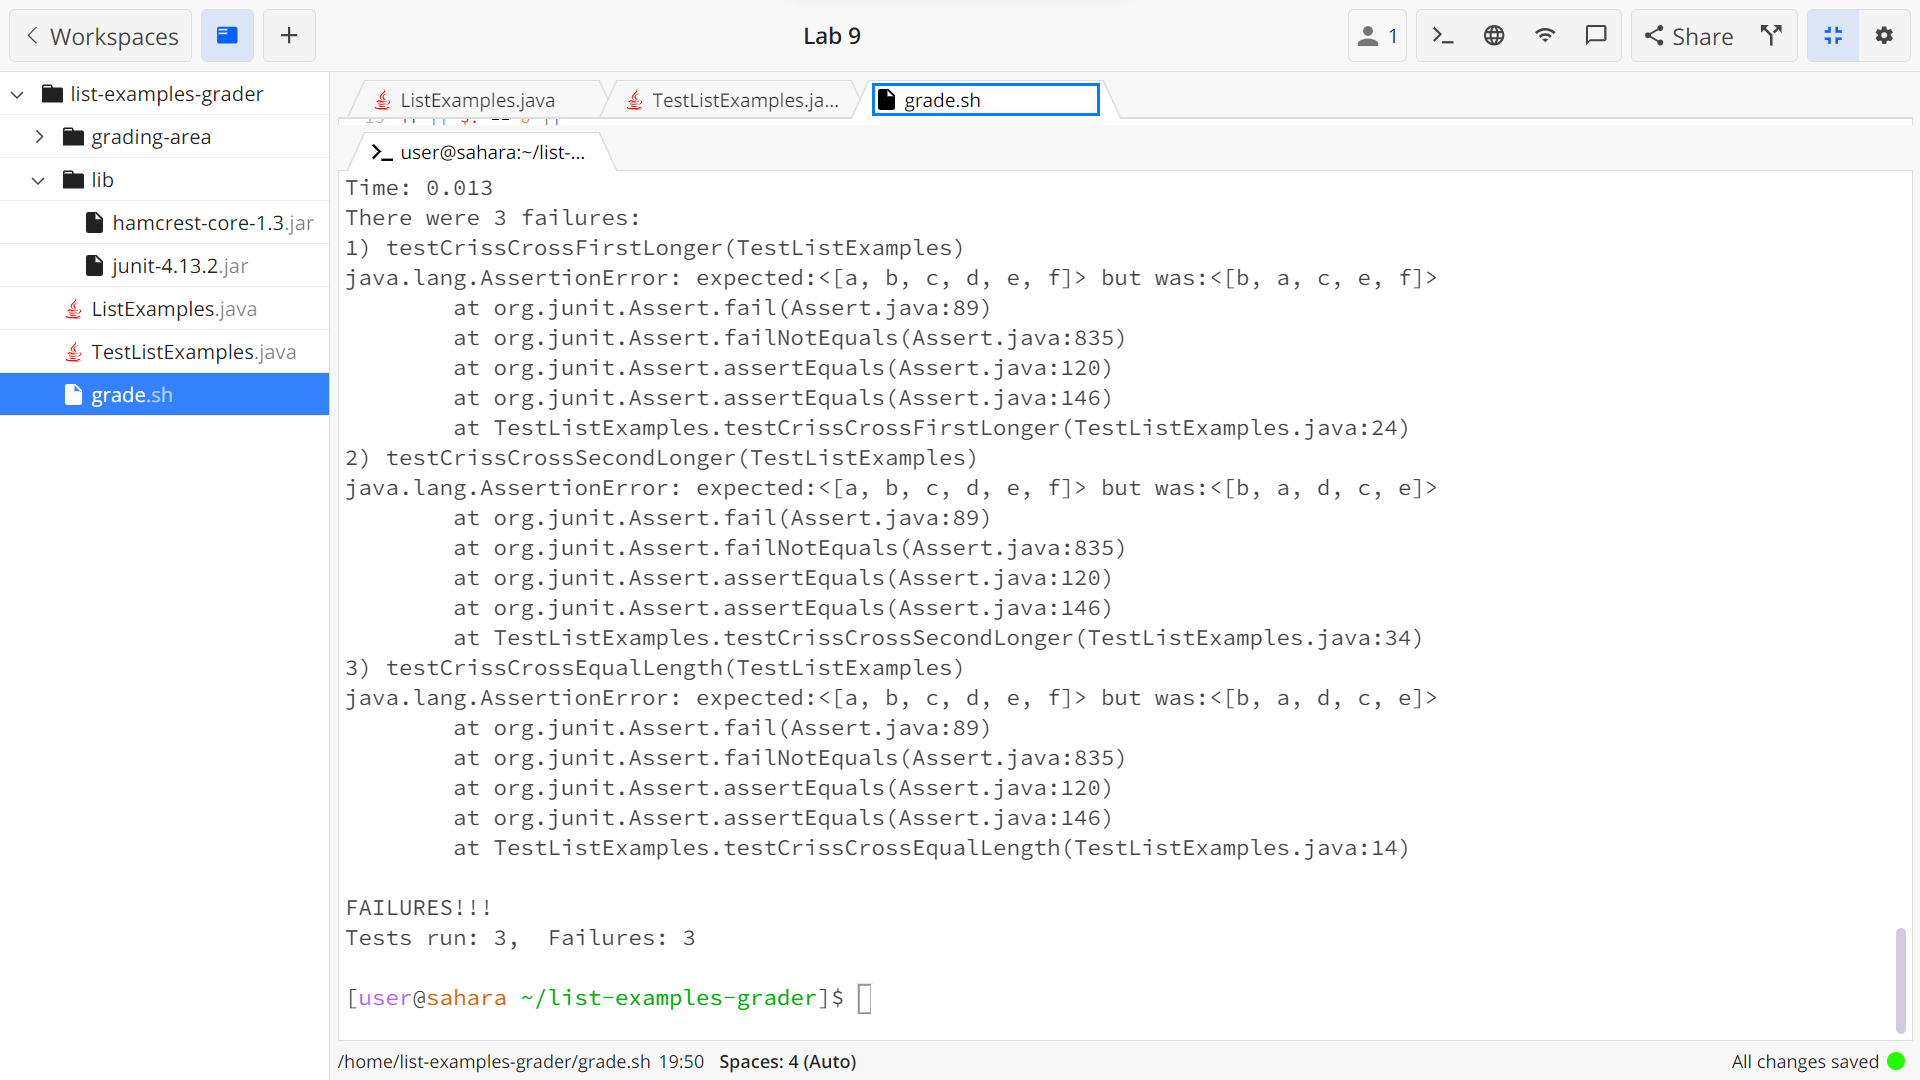 Workspaces
Lab 9
1
Share
list-examples-grader
grading-area
lib
hamcrest-core-1.3.jar
junit-4.13.2.jar
ListExamples.java
TestListExamples.java
grade.sh
ListExamples.java
TestListExamples.ja...
grade.sh
user@sahara:~/list-...
Time: 0.013
There were 3 failures:
1) testCrissCrossFirstLonger(TestListExamples)
java.lang.AssertionError: expected:<[a, b, c, d, e, f]> but was:<[b, a, c, e, f]>
at org.junit.Assert.fail(Assert.java:89)
at org.junit.Assert.failNotEquals(Assert.java:835)
at org.junit.Assert.assertEquals(Assert.java:120)
at org.junit.Assert.assertEquals(Assert.java:146)
at TestListExamples.testCrissCrossFirstLonger(TestListExamples.java:24)
2) testCrissCrossSecondLonger(TestListExamples)
java.lang.AssertionError: expected:<[a, b, c, d, e, f]> but was:<[b, a, d, c, e]>
at org.junit.Assert.fail(Assert.java:89)
at org.junit.Assert.failNotEquals(Assert.java:835)
at org.junit.Assert.assertEquals(Assert.java:120)
at org.junit.Assert.assertEquals(Assert.java:146)
at TestListExamples.testCrissCrossSecondLonger(TestListExamples.java:34)
3) testCrissCrossEqualLength(TestListExamples)
java.lang.AssertionError: expected:<[a, b, c, d, e, f]> but was:<[b, a, d, c, e]>
at org.junit.Assert.fail(Assert.java:89)
at org.junit.Assert.failNotEquals(Assert.java:835)
at org.junit.Assert.assertEquals(Assert.java:120)
at org.junit.Assert.assertEquals(Assert.java:146)
at TestListExamples.testCrissCrossEqualLength(TestListExamples.java:14)
FAILURES!!!
Tests run: 3,  Failures: 3
[user@sahara ~/list-examples-grader]$
/home/list-examples-grader/grade.sh 19:50 Spaces: 4 (Auto)
All changes saved